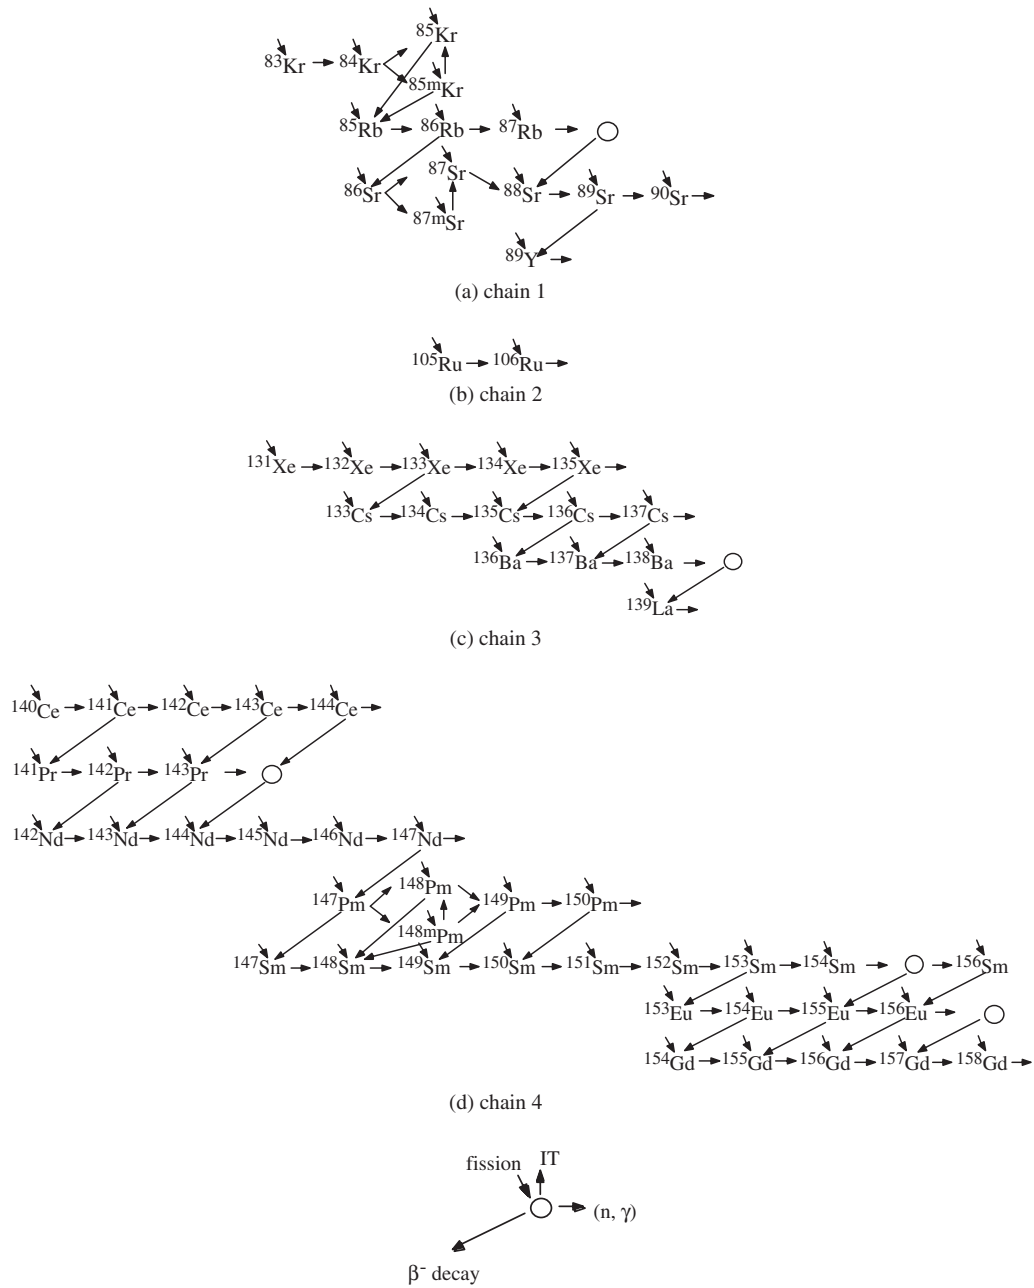 85Kr
83Kr 84Kr
85mKr
85Rb 86Rb 87Rb
87Sr
86Sr 88Sr 89Sr 90Sr
87mSr
89Y
(a) chain 1
105Ru 106Ru
(b) chain 2
131Xe 132Xe 133Xe 134Xe 135Xe
133Cs 134Cs 135Cs 136Cs 137Cs
136Ba 137Ba 138Ba
139La
(c) chain 3
140Ce 141Ce 142Ce 143Ce 144Ce
141Pr 142Pr 143Pr
142Nd 143Nd 144Nd 145Nd 146Nd 147Nd
148Pm
147Pm 149Pm 150Pm
148mPm
147Sm 148Sm 149Sm 150Sm 151Sm 152Sm 153Sm 154Sm 156Sm
153Eu 154Eu 155Eu 156Eu
154Gd 155Gd 156Gd 157Gd 158Gd
(d) chain 4
fission IT
(n, γ)
β- decay